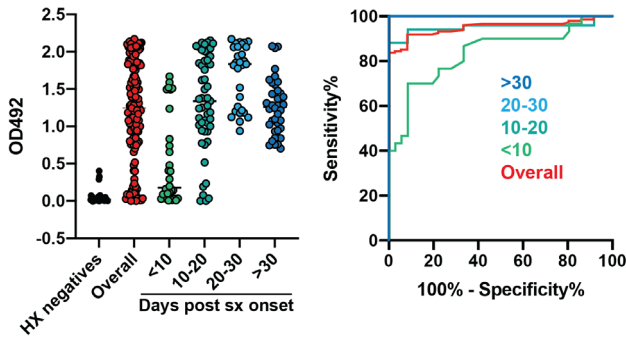 2.5
2.0
1.5
1.0
0.5
0.0
-0.5
OD492
HX negatives
Overall
<10
10-20
20-30
>30
Days post sx onset
100
80
60
40
20
0
Sensitivity%
>30
20-30
10-20
<10
Overall
0 20 40 60 80 100
100% - Specificity%